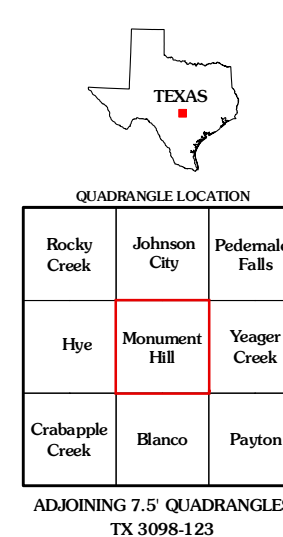 TEXAS
QUADRANGLE LOCATION
Rocky Creek
Johnson City
Pedernale Falls
Hye
Monument Hill
Yeager Creek
Crabapple Creek
Blanco
Payton
ADJOINING 7.5' QUADRANGLES
TX 3098-123